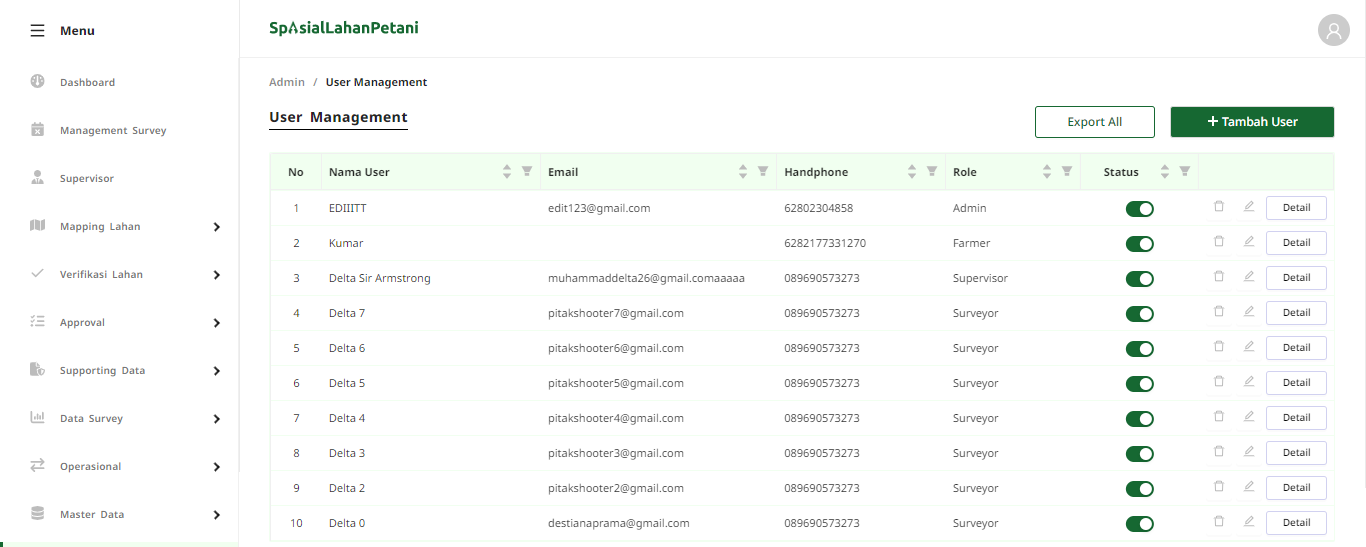 Menu
SpAsialLahanPetani
Dashboard
Management Survey
Supervisor
Mapping Lahan
Verifikasi Lahan
Approval
Supporting Data
Data Survey
Operasional
Master Data
Admin / User Management
User Management
Export All
+ Tambah User
No Nama User Email Handphone Role Status
1 EDIIITT edit123@gmail.com 62802304858 Admin Detail
2 Kumar 6282177331270 Farmer Detail
3 Delta Sir Armstrong muhammaddelta26@gmail.comaaaaa 089690573273 Supervisor Detail
4 Delta 7 pitakshooter7@gmail.com 089690573273 Surveyor Detail
5 Delta 6 pitakshooter6@gmail.com 089690573273 Surveyor Detail
6 Delta 5 pitakshooter5@gmail.com 089690573273 Surveyor Detail
7 Delta 4 pitakshooter4@gmail.com 089690573273 Surveyor Detail
8 Delta 3 pitakshooter3@gmail.com 089690573273 Surveyor Detail
9 Delta 2 pitakshooter2@gmail.com 089690573273 Surveyor Detail
10 Delta 0 destianaprama@gmail.com 089690573273 Surveyor Detail